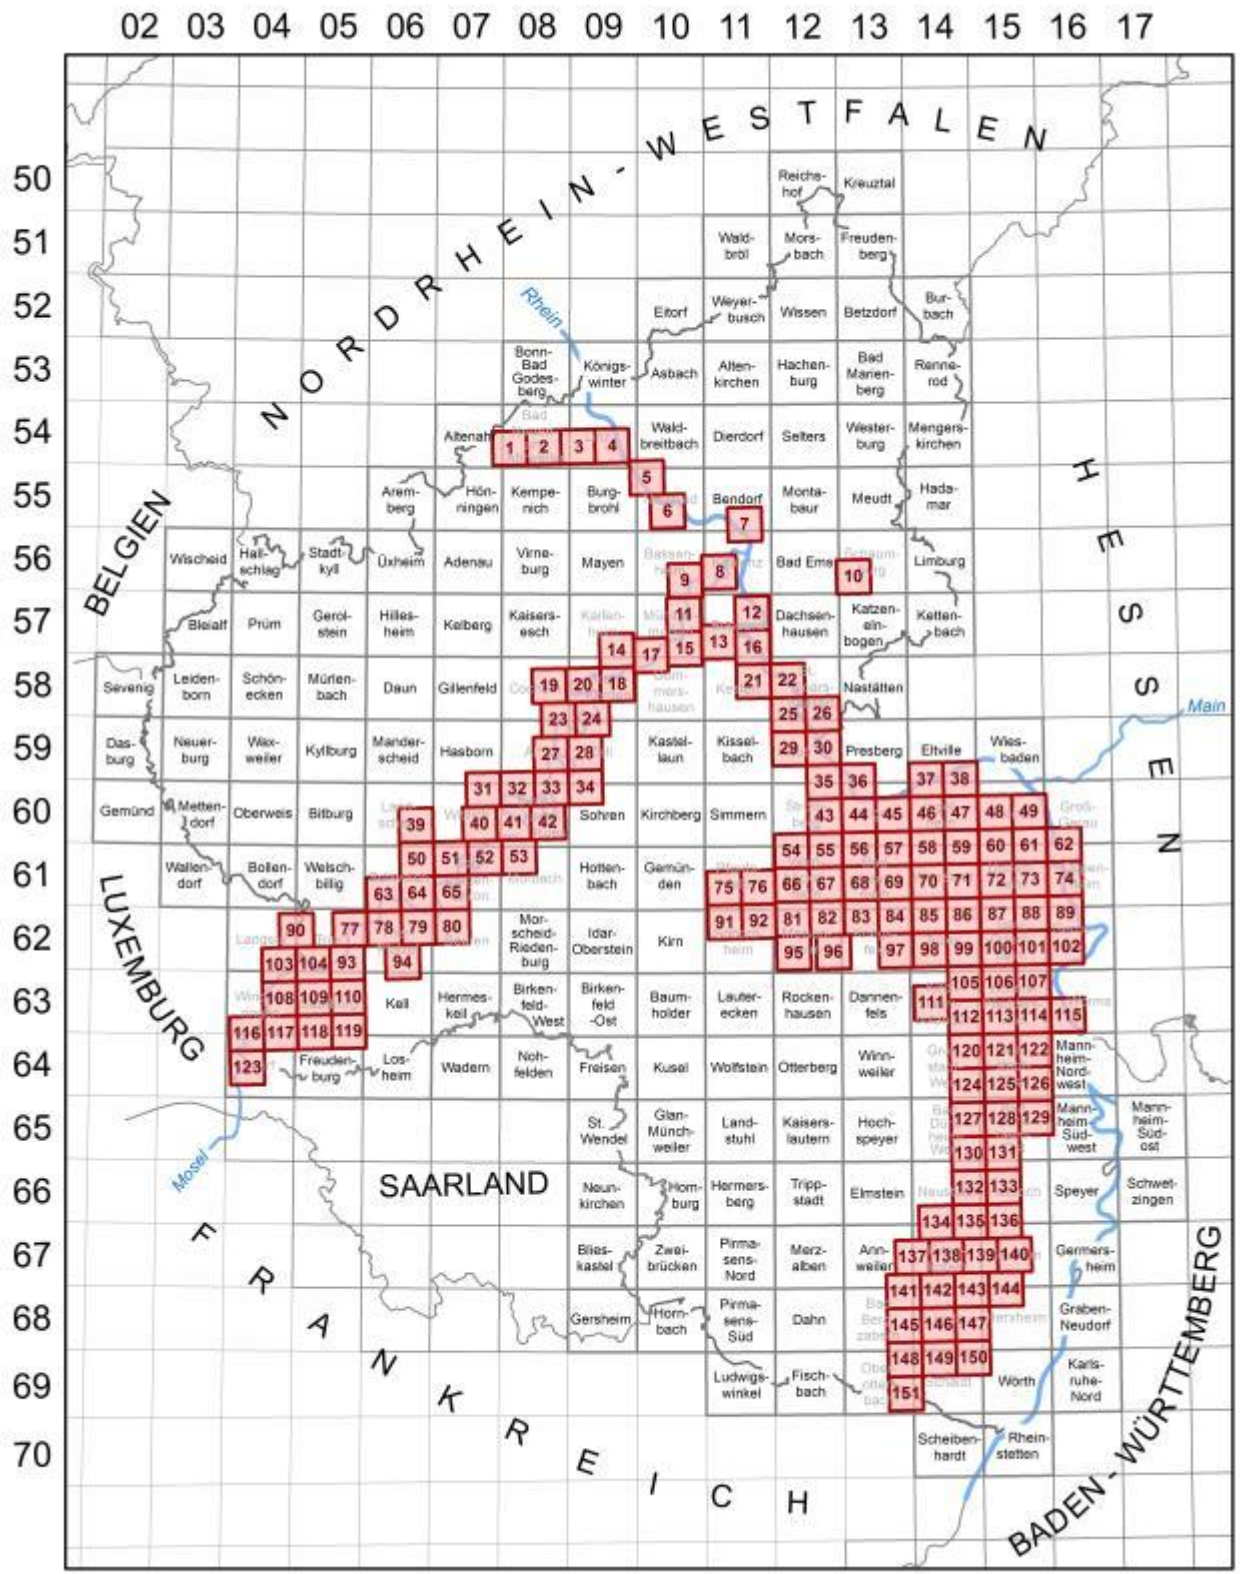 02 03 04 05 06 07 08 09 10 11 12 13 14 15 16 17
NORDRHEIN-WESTFALEN
50
Reichs-
hof
Kreuztal
51
Wald-
bröl
Mors-
bach
Freuden-
berg
52
Rhein
Eitorf
Weyer-
busch
Wissen
Betzdorf
Bur-
bach
53
Bonn-
Bad
Godes-
berg
Königs-
winter
Asbach
Alten-
kirchen
Hachen-
burg
Bad
Marien-
berg
Renne-
rod
54
Altenahr
Bad
1 2 3 4
Wald-
breitbach
Dierdorf
Selters
Wester-
burg
Mengers-
kirchen
HESSEN
55
BELGIEN
Arem-
berg
Hön-
ningen
Kempe-
nich
Burg-
brohl
5
6
Bendorf
7
Monta-
baur
Meudt
Hada-
mar
56
Wischeid
Hall-
schlag
Stadt-
kyll
Üxheim
Adenau
Virne-
burg
Mayen
9 8
Bad Ems
10
Limburg
57
Bleialf
Prüm
Gerol-
stein
Hilles-
heim
Kelberg
Kaisers-
esch
11 12
14 17 15 13 16
Dachsen-
hausen
Katzen-
eln-
bogen
Ketten-
bach
58
Sevenig
Leiden-
born
Schön-
ecken
Mürlen-
bach
Daun
Gillenfeld
19 20 18
mers-
hausen
21 22
Nastätten
23 24
25 26
Main
59
Das-
burg
Neuer-
burg
Wax-
weiler
Kyllburg
Mander-
scheid
Hasborn
27 28
Kastel-
laun
Kissel-
bach
29 30
Presberg
Eltville
Wies-
baden
31 32 33 34
35 36 37 38
60
Gemünd
Metten-
dorf
Oberweis
Bitburg
39 40 41 42
Sohren
Kirchberg
Simmern
43 44 45 46 47 48 49
Groß-
Gerau
61
LUXEMBURG
Wallen-
dorf
Bollen-
dorf
Welsch-
billig
50 51 52 53
Hotten-
bach
Gemün-
den
54 55 56 57 58 59 60 61 62
63 64 65
75 76 66 67 68 69 70 71 72 73 74
62
90 77 78 79 80
Mor-
scheid-
Rieden-
burg
Idar-
Oberstein
Kirn
91 92 81 82 83 84 85 86 87 88 89
heim
103 104 93 94
95 96 97 98 99 100 101 102
63
108 109 110
Kell
Hermes-
keil
Birken-
feld-
West
Birken-
feld
-Ost
Baum-
holder
Lauter-
ecken
Rocken-
hausen
Dannen-
fels
105 106 107
111
116 117 118 119
112 113 114 115
64
123
Freuden-
burg
Los-
heim
Wadern
Noh-
felden
Freisen
Kusel
Wolfstein
Otterberg
Winn-
weiler
120 121 122
124 125 126
Mann-
heim-
Nord-
west
65
Mosel
St.
Wendel
Glan-
Münch-
weiler
Land-
stuhl
Kaisers-
lautern
Hoch-
speyer
127 128 129
130 131
Mann-
heim-
Süd-
west
Mann-
heim-
Süd-
ost
66
SAARLAND
Neun-
kirchen
Hom-
burg
Hermers-
berg
Tripp-
stadt
Elmstein
132 133
Speyer
Schwet-
zingen
134 135 136
67
FRANKREICH
Blies-
kastel
Zwei-
brücken
Pirma-
sens-
Nord
Merz-
alben
Ann-
weiler
137 138 139 140
Germers-
heim
141 142 143 144
68
Gersheim
Horn-
bach
Pirma-
sens-
Süd
Dahn
145 146 147
Graben-
Neudorf
BADEN-WÜRTTEMBERG
69
148 149 150
Ludwigs-
winkel
Fisch-
bach
151
Wörth
Karls-
ruhe-
Nord
70
Scheiben-
hardt
Rhein-
stetten